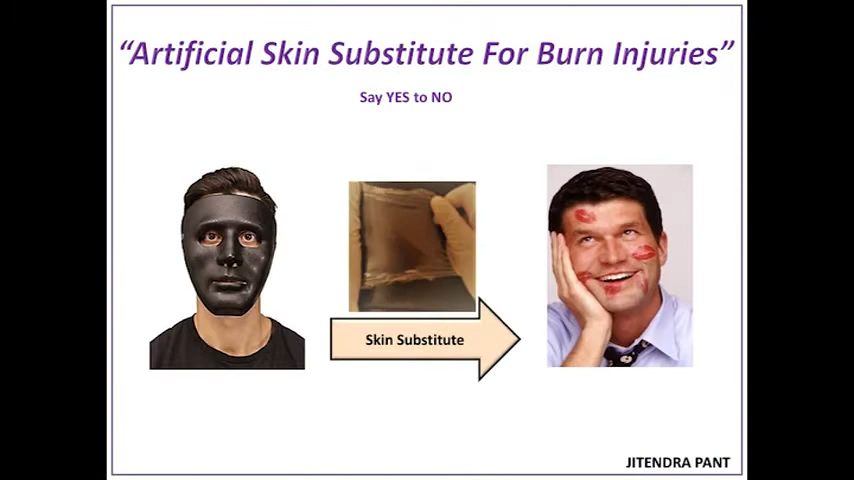 “Artificial Skin Substitute For Burn Injuries”
Say YES to NO
Skin Substitute
JITENDRA PANT